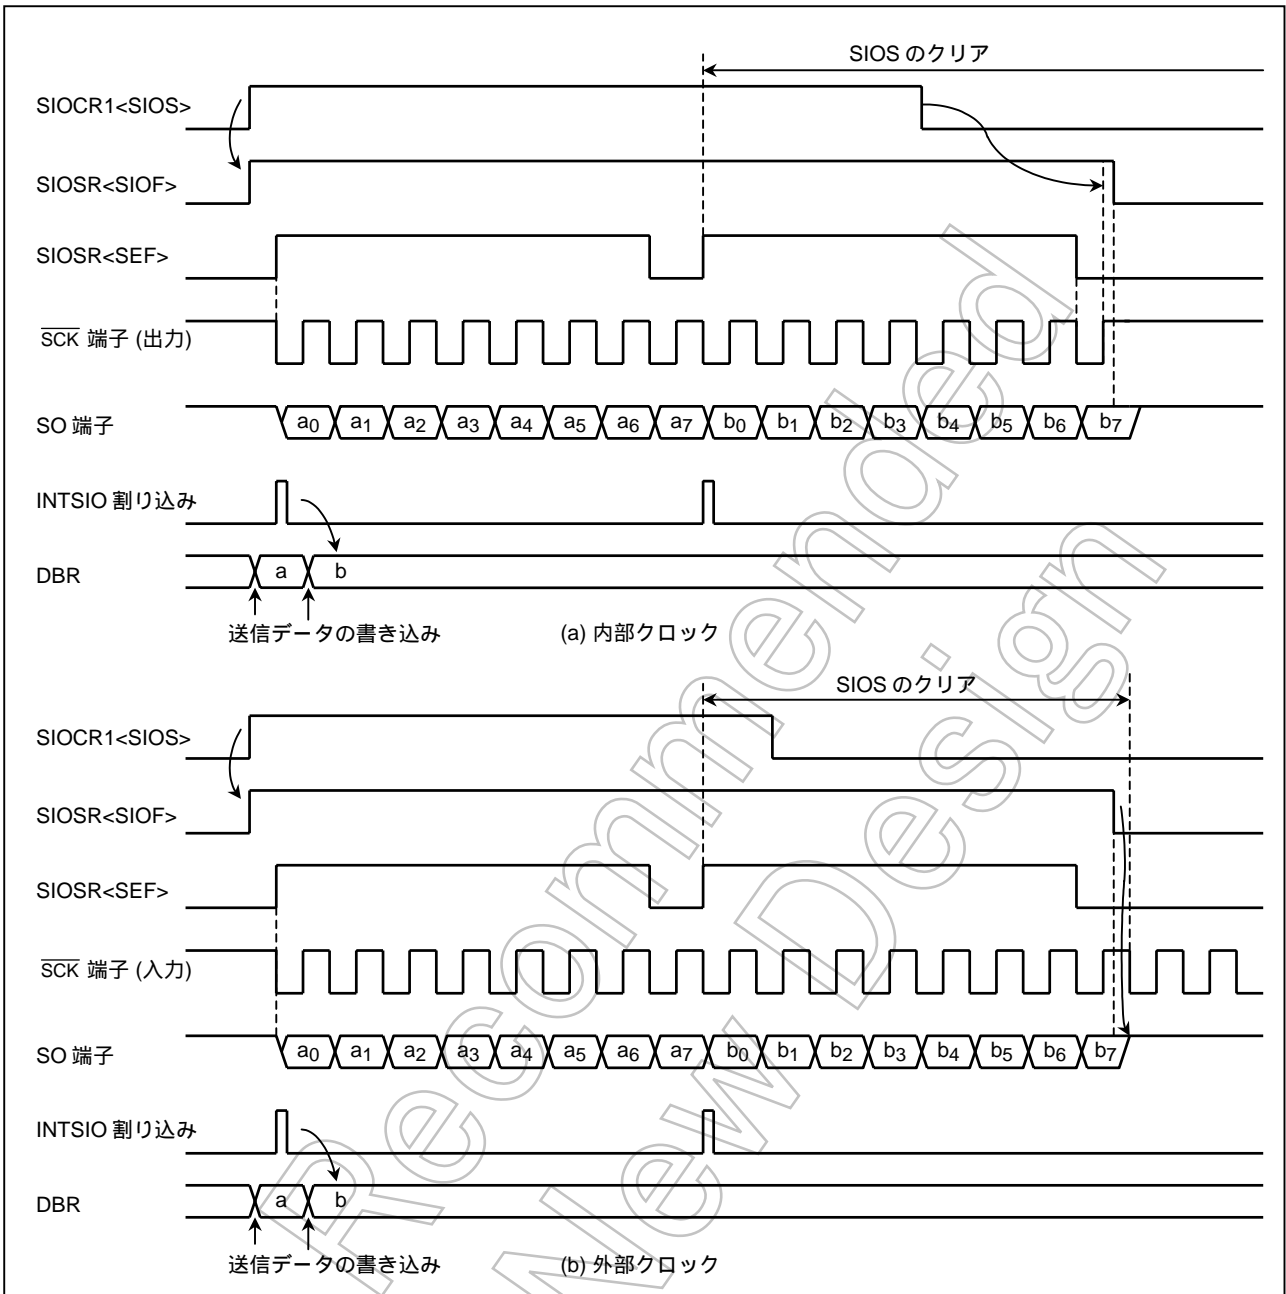 SIOS のクリア
SIOCR1<SIOS>
SIOSR<SIOF>
SIOSR<SEF>
SCK 端子 (出力)
SO 端子
a0 a1 a2 a3 a4 a5 a6 a7 b0 b1 b2 b3 b4 b5 b6 b7
INTSIO 割り込み
DBR
a b
送信データの書き込み
(a) 内部クロック
SIOS のクリア
SIOCR1<SIOS>
SIOSR<SIOF>
SIOSR<SEF>
SCK 端子 (入力)
SO 端子
a0 a1 a2 a3 a4 a5 a6 a7 b0 b1 b2 b3 b4 b5 b6 b7
INTSIO 割り込み
DBR
a b
送信データの書き込み
(b) 外部クロック
Recommended
New Design